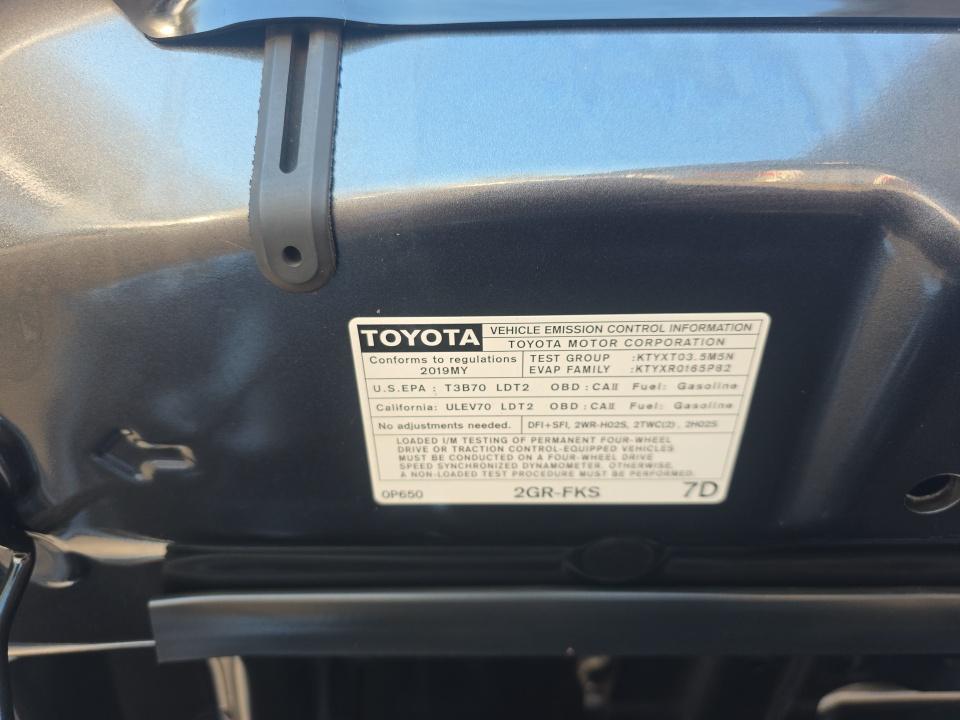 TOYOTA VEHICLE EMISSION CONTROL INFORMATION
TOYOTA MOTOR CORPORATION
Conforms to regulations
2019MY
TEST GROUP :KTYXT03.5M5N
EVAP FAMILY :KTYXR0165P82
U.S.EPA : T3B70 LDT2 OBD : CAII Fuel: Gasoline
California: ULEV70 LDT2 OBD : CAII Fuel: Gasoline
No adjustments needed. DFI+SFI, 2WR-HO2S, 2TWC(2), 2HO2S
LOADED I/M TESTING OF PERMANENT FOUR-WHEEL
DRIVE OR TRACTION CONTROL-EQUIPPED VEHICLES
MUST BE CONDUCTED ON A FOUR-WHEEL DRIVE
SPEED SYNCHRONIZED DYNAMOMETER. OTHERWISE,
A NON-LOADED TEST PROCEDURE MUST BE PERFORMED.
0P650 2GR-FKS 7D